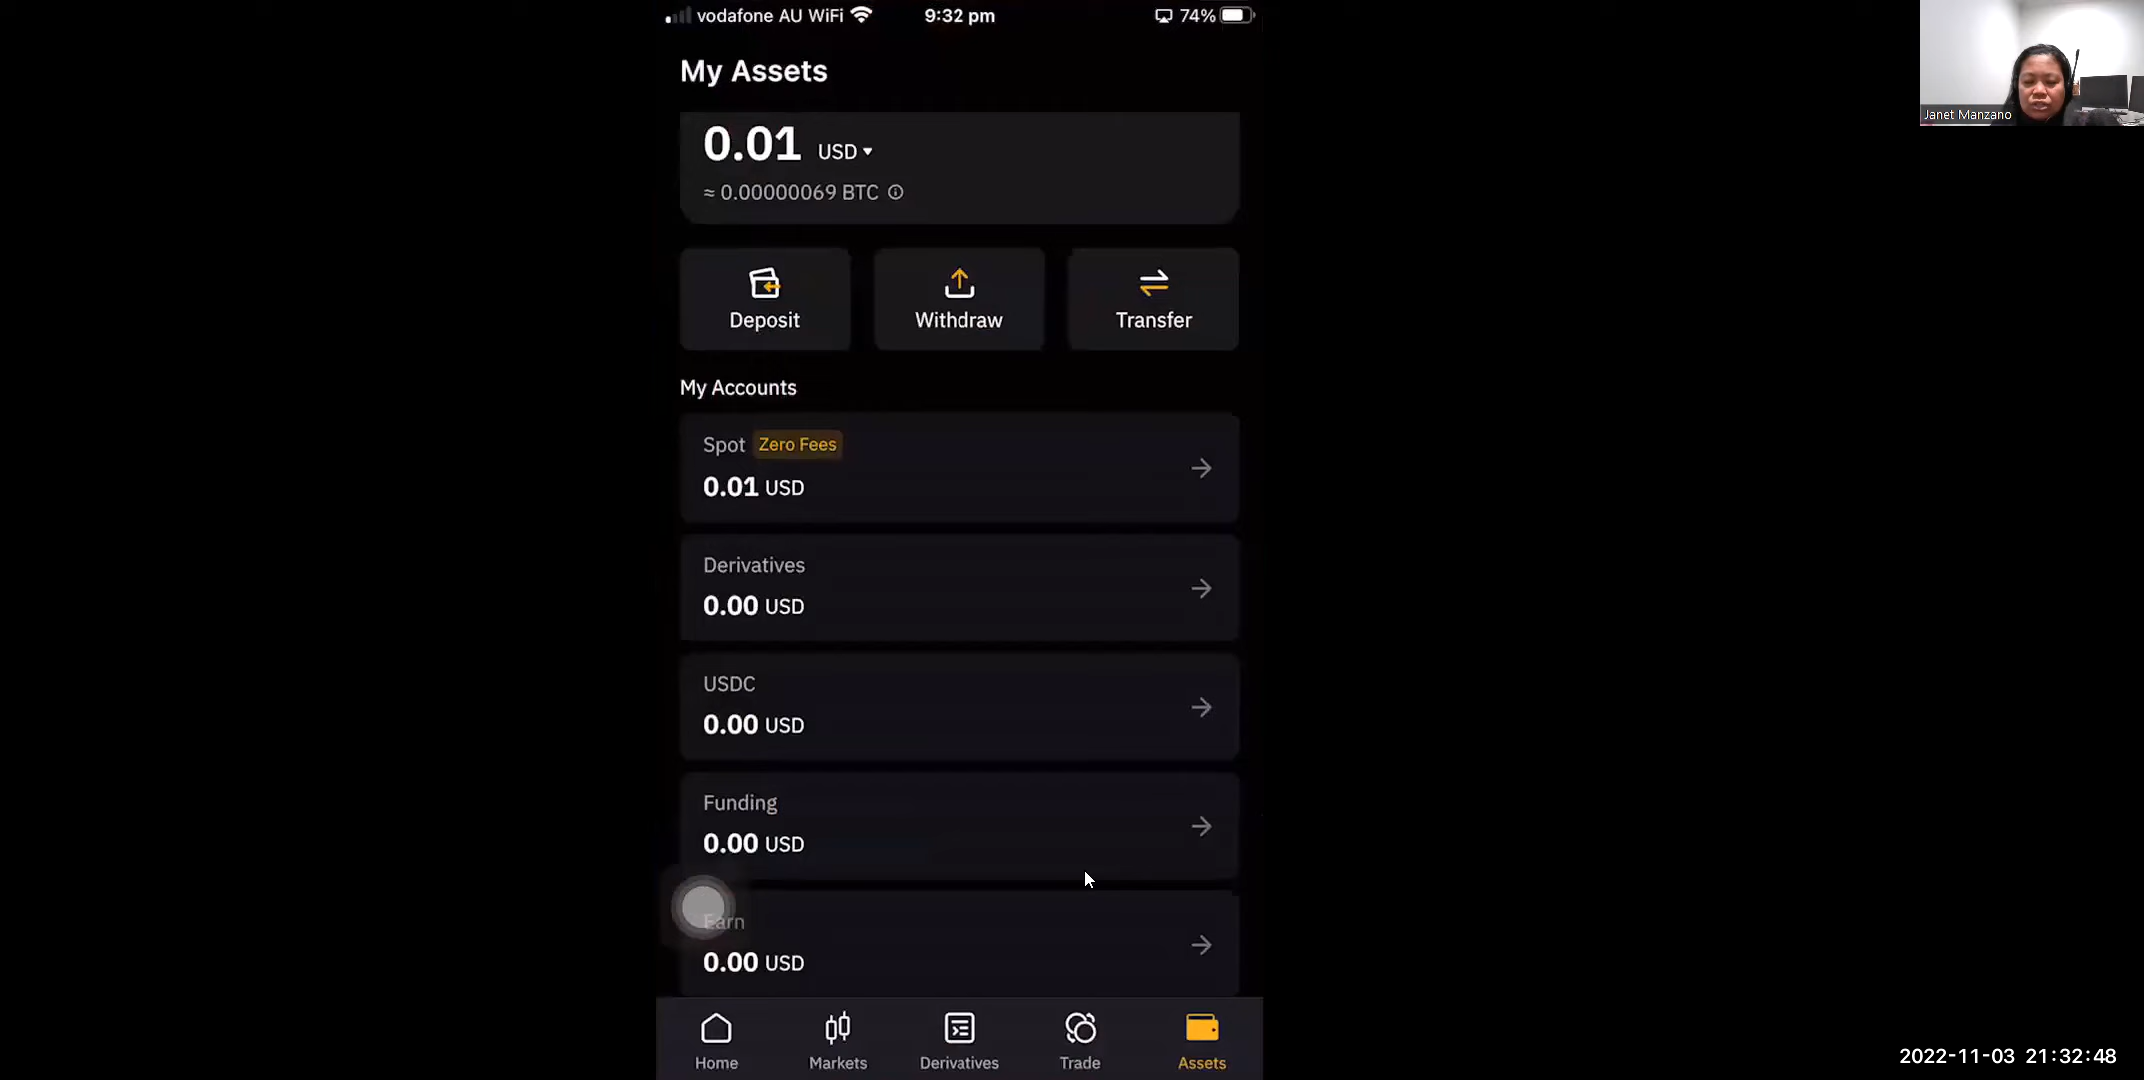 vodafone AU WiFi 9:32 pm 74%
Janet Manzano
My Assets
0.01 USD
≈ 0.00000069 BTC
Deposit Withdraw Transfer
My Accounts
Spot Zero Fees
0.01 USD
Derivatives
0.00 USD
USDC
0.00 USD
Funding
0.00 USD
Earn
0.00 USD
Home Markets Derivatives Trade Assets
2022-11-03 21:32:48